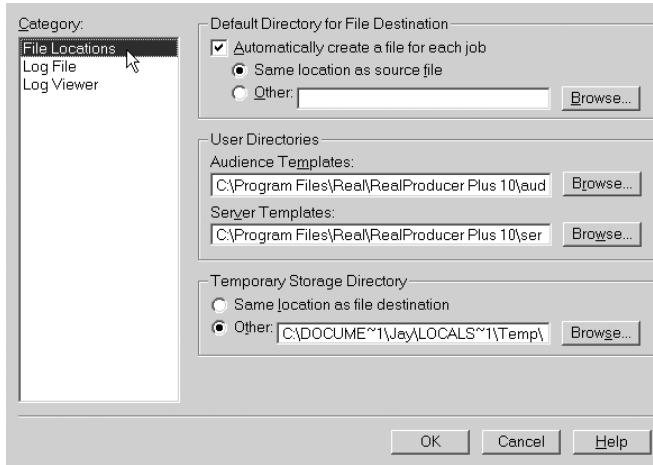 Category:
File Locations
Log File
Log Viewer
Default Directory for File Destination
Automatically create a file for each job
Same location as source file
Other:
Browse...
User Directories
Audience Templates:
C:\Program Files\Real\RealProducer Plus 10\aud
Browse...
Server Templates:
C:\Program Files\Real\RealProducer Plus 10\ser
Browse...
Temporary Storage Directory
Same location as file destination
Other: C:\DOCUME~1\Jay\LOCALS~1\Temp\
Browse...
OK Cancel Help